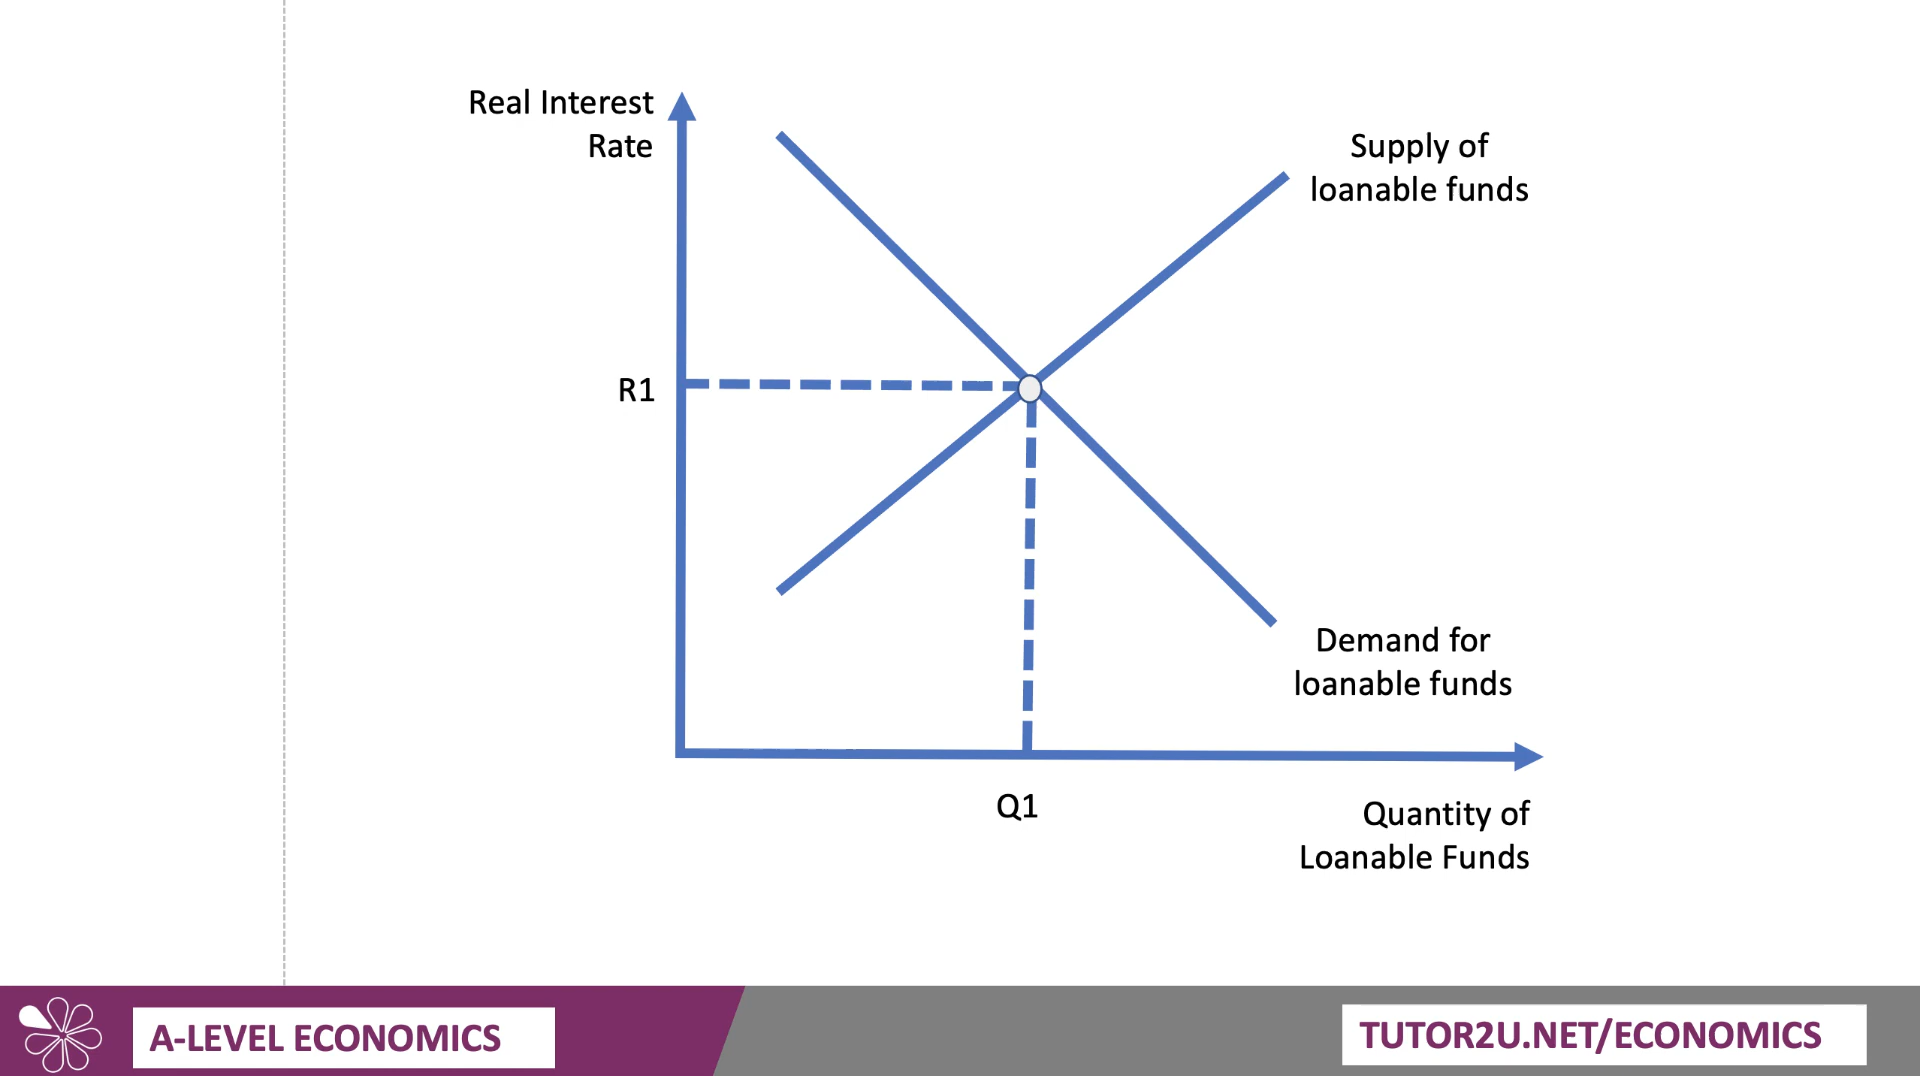 Real Interest
Rate
Supply of
loanable funds
R1
Demand for
loanable funds
Q1
Quantity of
Loanable Funds
A-LEVEL ECONOMICS
TUTOR2U.NET/ECONOMICS